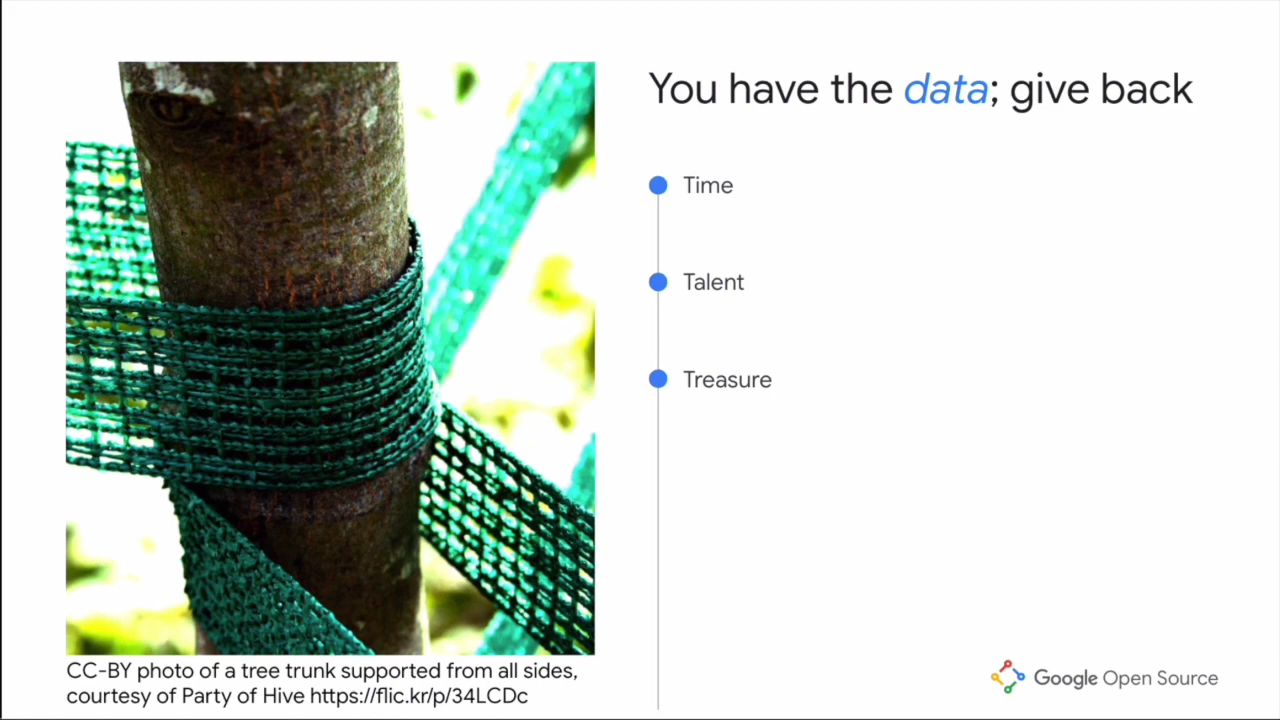 You have the data; give back
Time
Talent
Treasure
CC-BY photo of a tree trunk supported from all sides,
courtesy of Party of Hive https://flic.kr/p/34LCDc
Google Open Source